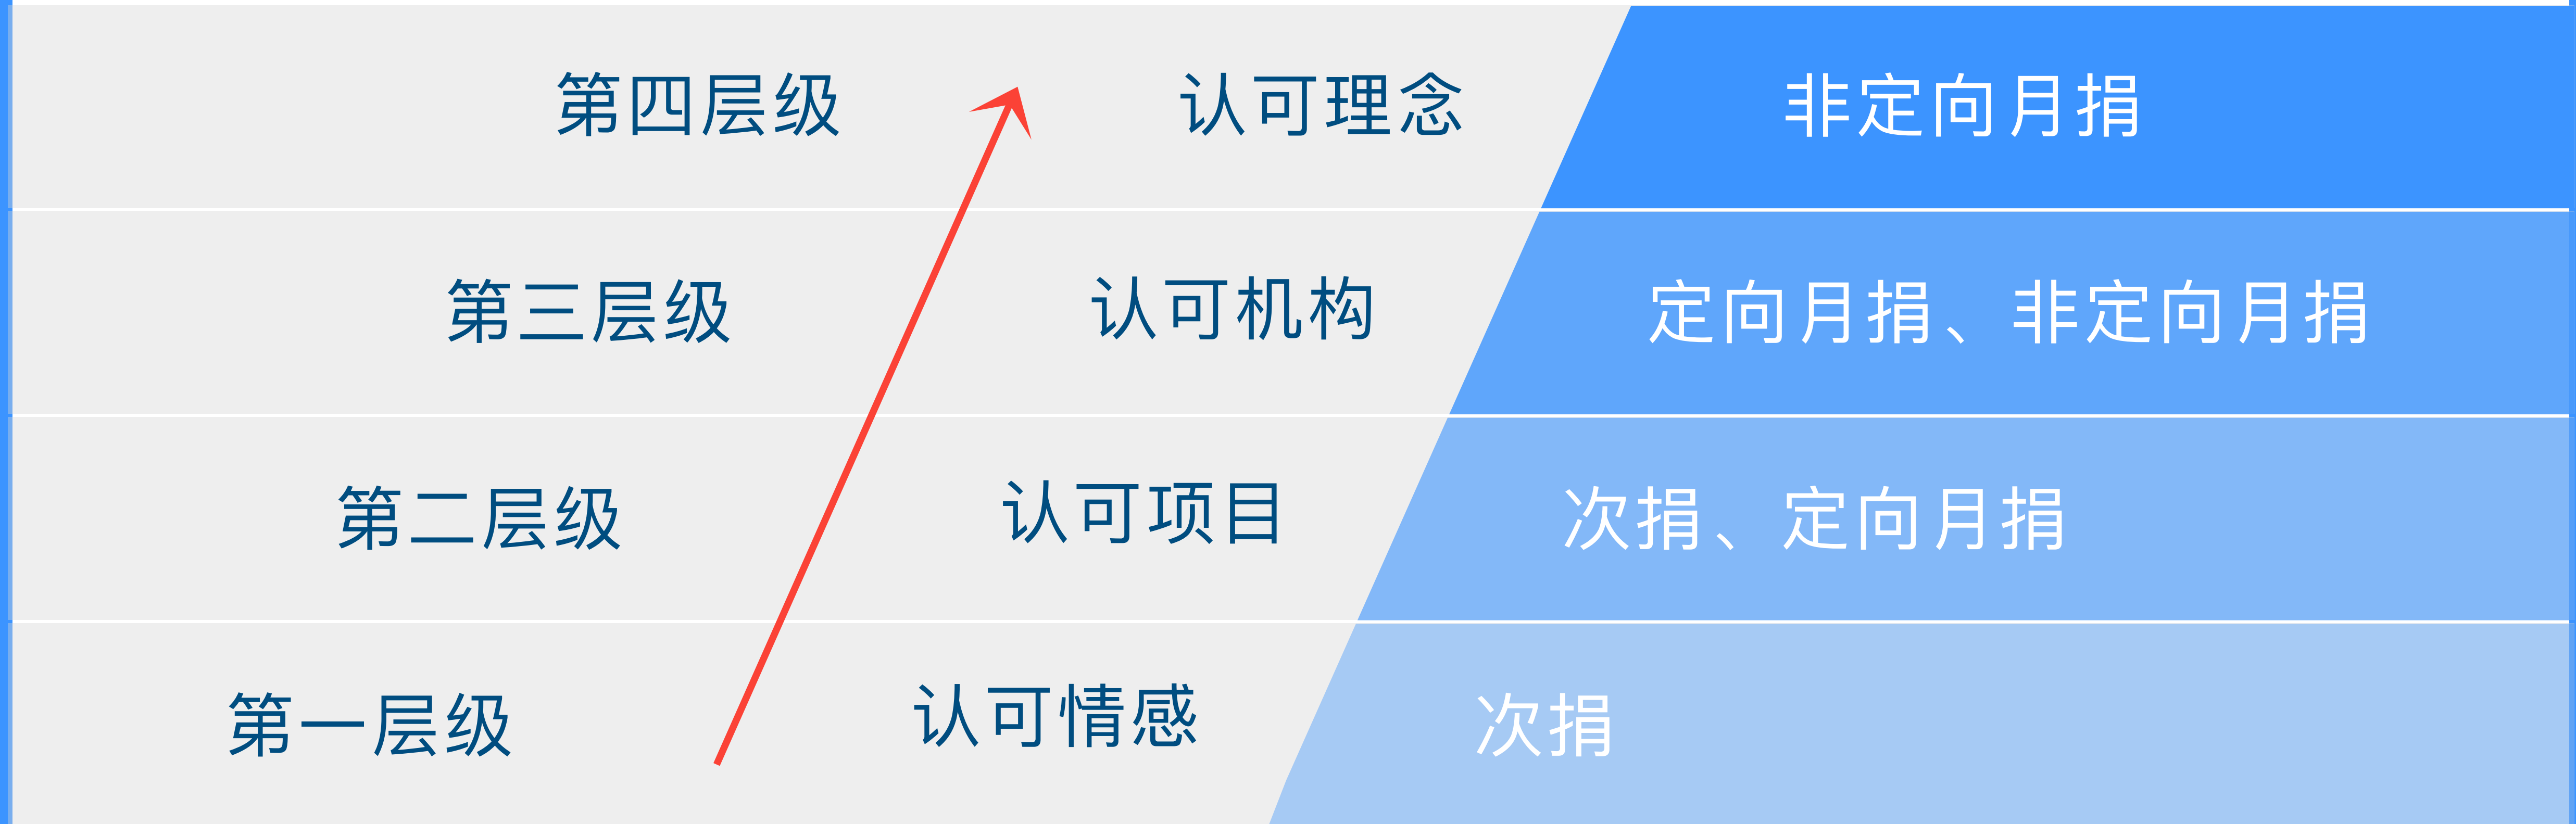 第四层级 认可理念 非定向月捐
第三层级 认可机构 定向月捐、非定向月捐
第二层级 认可项目 次捐、定向月捐
第一层级 认可情感 次捐